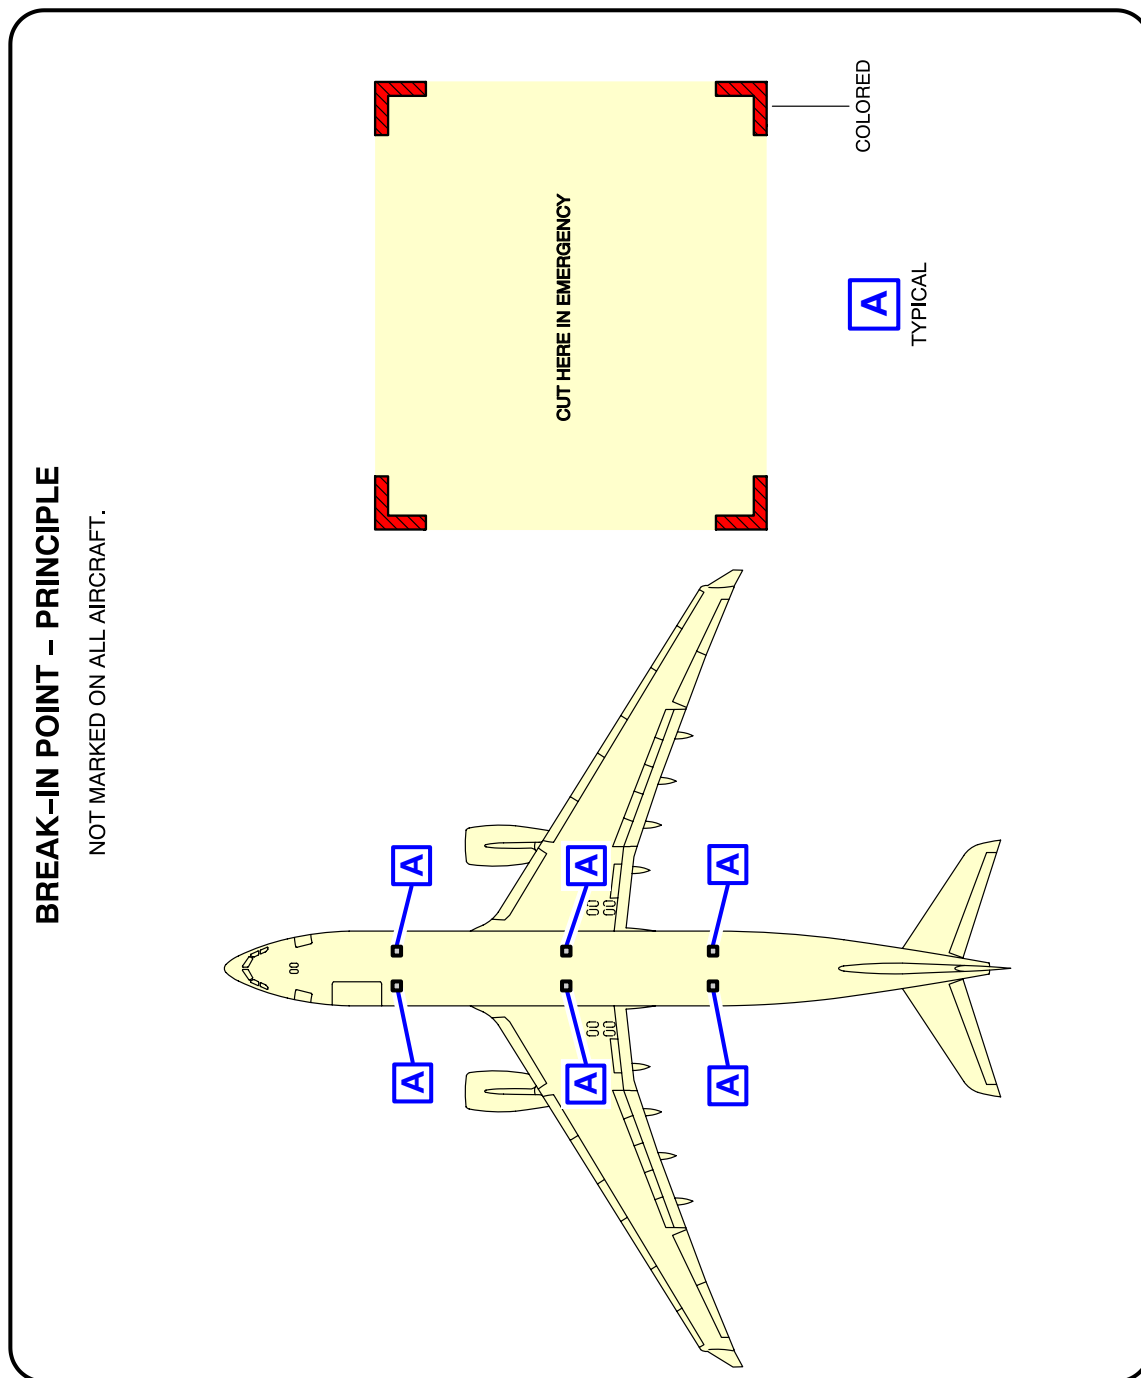 BREAK–IN POINT – PRINCIPLE
NOT MARKED ON ALL AIRCRAFT.
A
A
A
A
A
A
CUT HERE IN EMERGENCY
COLORED
A
TYPICAL